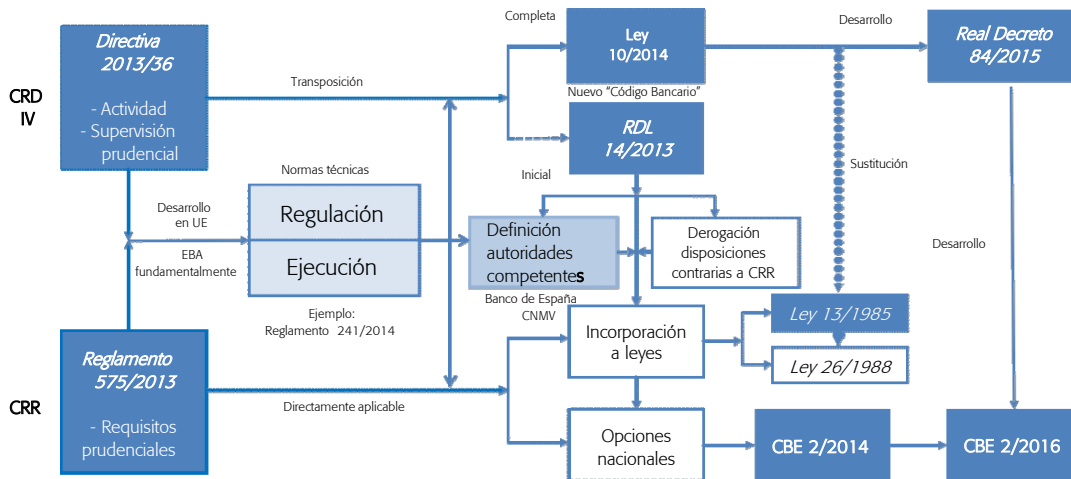 CRD
IV
Directiva
2013/36
- Actividad
- Supervisión
prudencial
Transposición
Completa
Ley
10/2014
Nuevo "Código Bancario"
Desarrollo
Real Decreto
84/2015
RDL
14/2013
Inicial
Sustitución
Desarrollo
en UE
EBA
fundamentalmente
Normas técnicas
Regulación
Ejecución
Ejemplo:
Reglamento 241/2014
Definición
autoridades
competentes
Banco de España
CNMV
Derogación
disposiciones
contrarias a CRR
Desarrollo
CRR
Reglamento
575/2013
- Requisitos
prudenciales
Directamente aplicable
Incorporación
a leyes
Ley 13/1985
Ley 26/1988
Opciones
nacionales
CBE 2/2014
CBE 2/2016